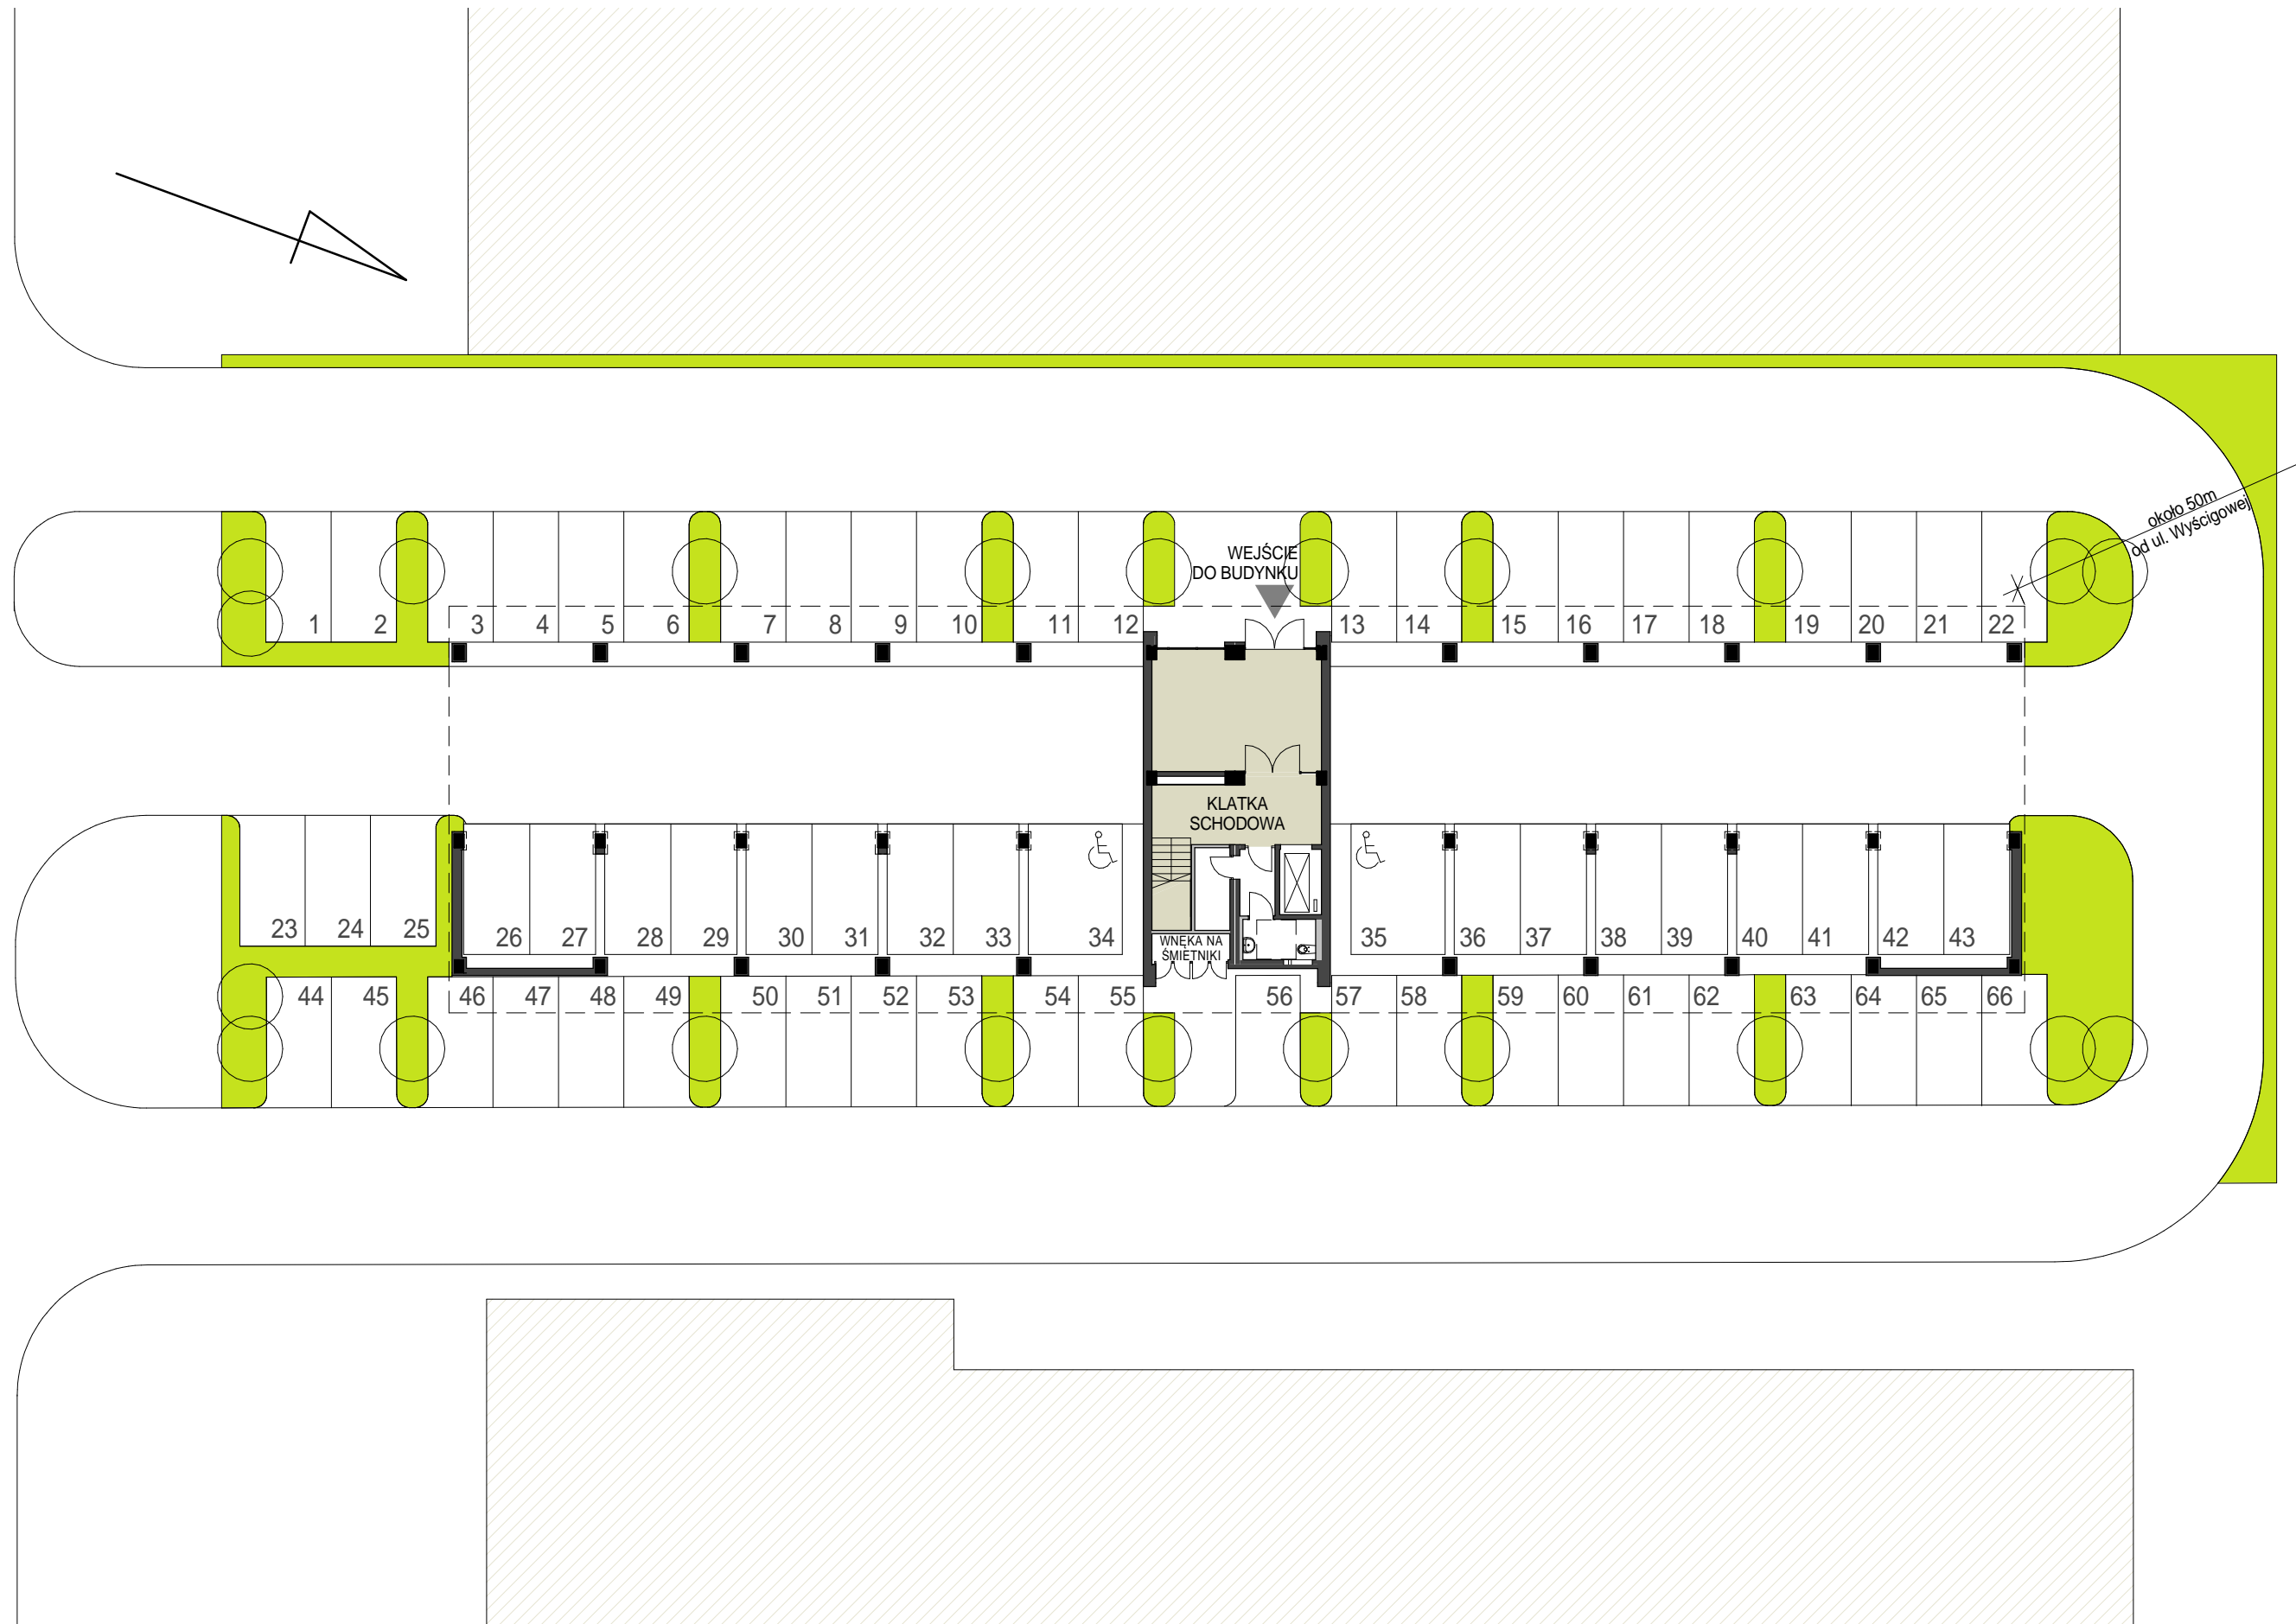 około 50m
od ul. Wyścigowej
WEJŚCIE
DO BUDYNKU
1 2 3 4 5 6 7 8 9 10 11 12 13 14 15 16 17 18 19 20 21 22
KLATKA
SCHODOWA
23 24 25 26 27 28 29 30 31 32 33 34 35 36 37 38 39 40 41 42 43
WNĘKA NA
ŚMIETNIKI
44 45 46 47 48 49 50 51 52 53 54 55 56 57 58 59 60 61 62 63 64 65 66